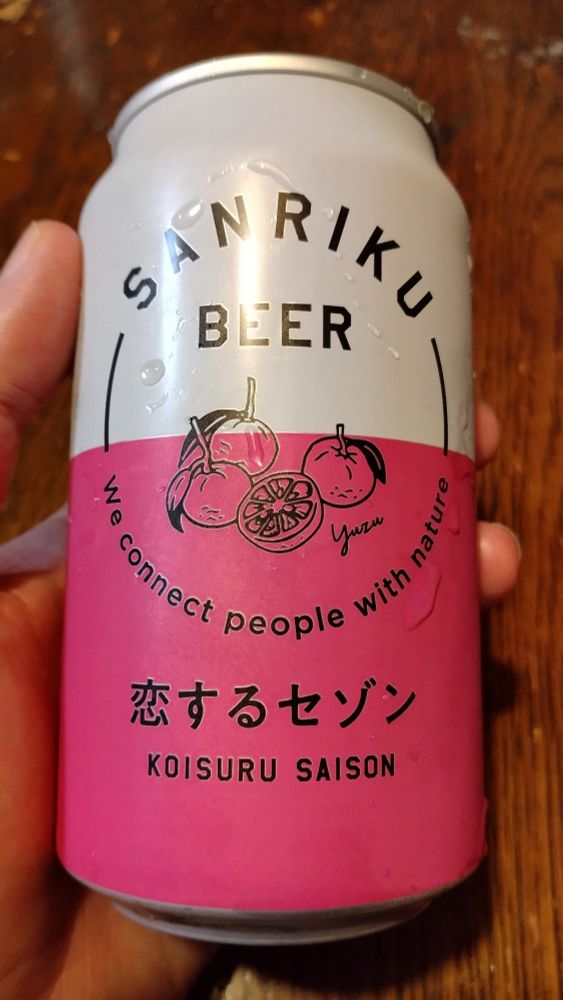 SANRIKU
BEER
Yuzu
We connect people with nature
恋するセゾン
KOISURU SAISON